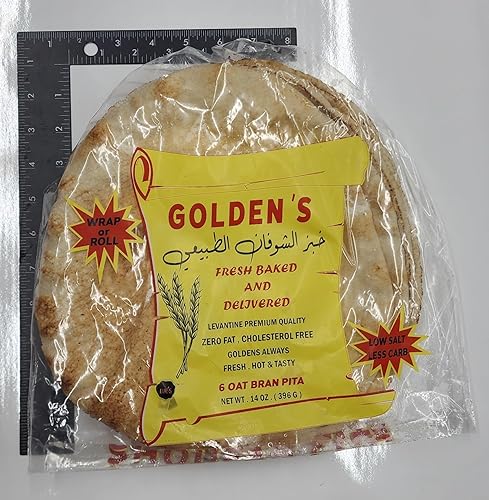 GOLDEN'S
خبز الشوفان الطبيعي
FRESH BAKED
AND
DELIVERED
LEVANTINE PREMIUM QUALITY
ZERO FAT . CHOLESTEROL FREE
GOLDENS ALWAYS
FRESH . HOT & TASTY
6 OAT BRAN PITA
NET WT . 14 OZ . ( 396 G )
WRAP
or
ROLL
LOW SALT
LESS CARB